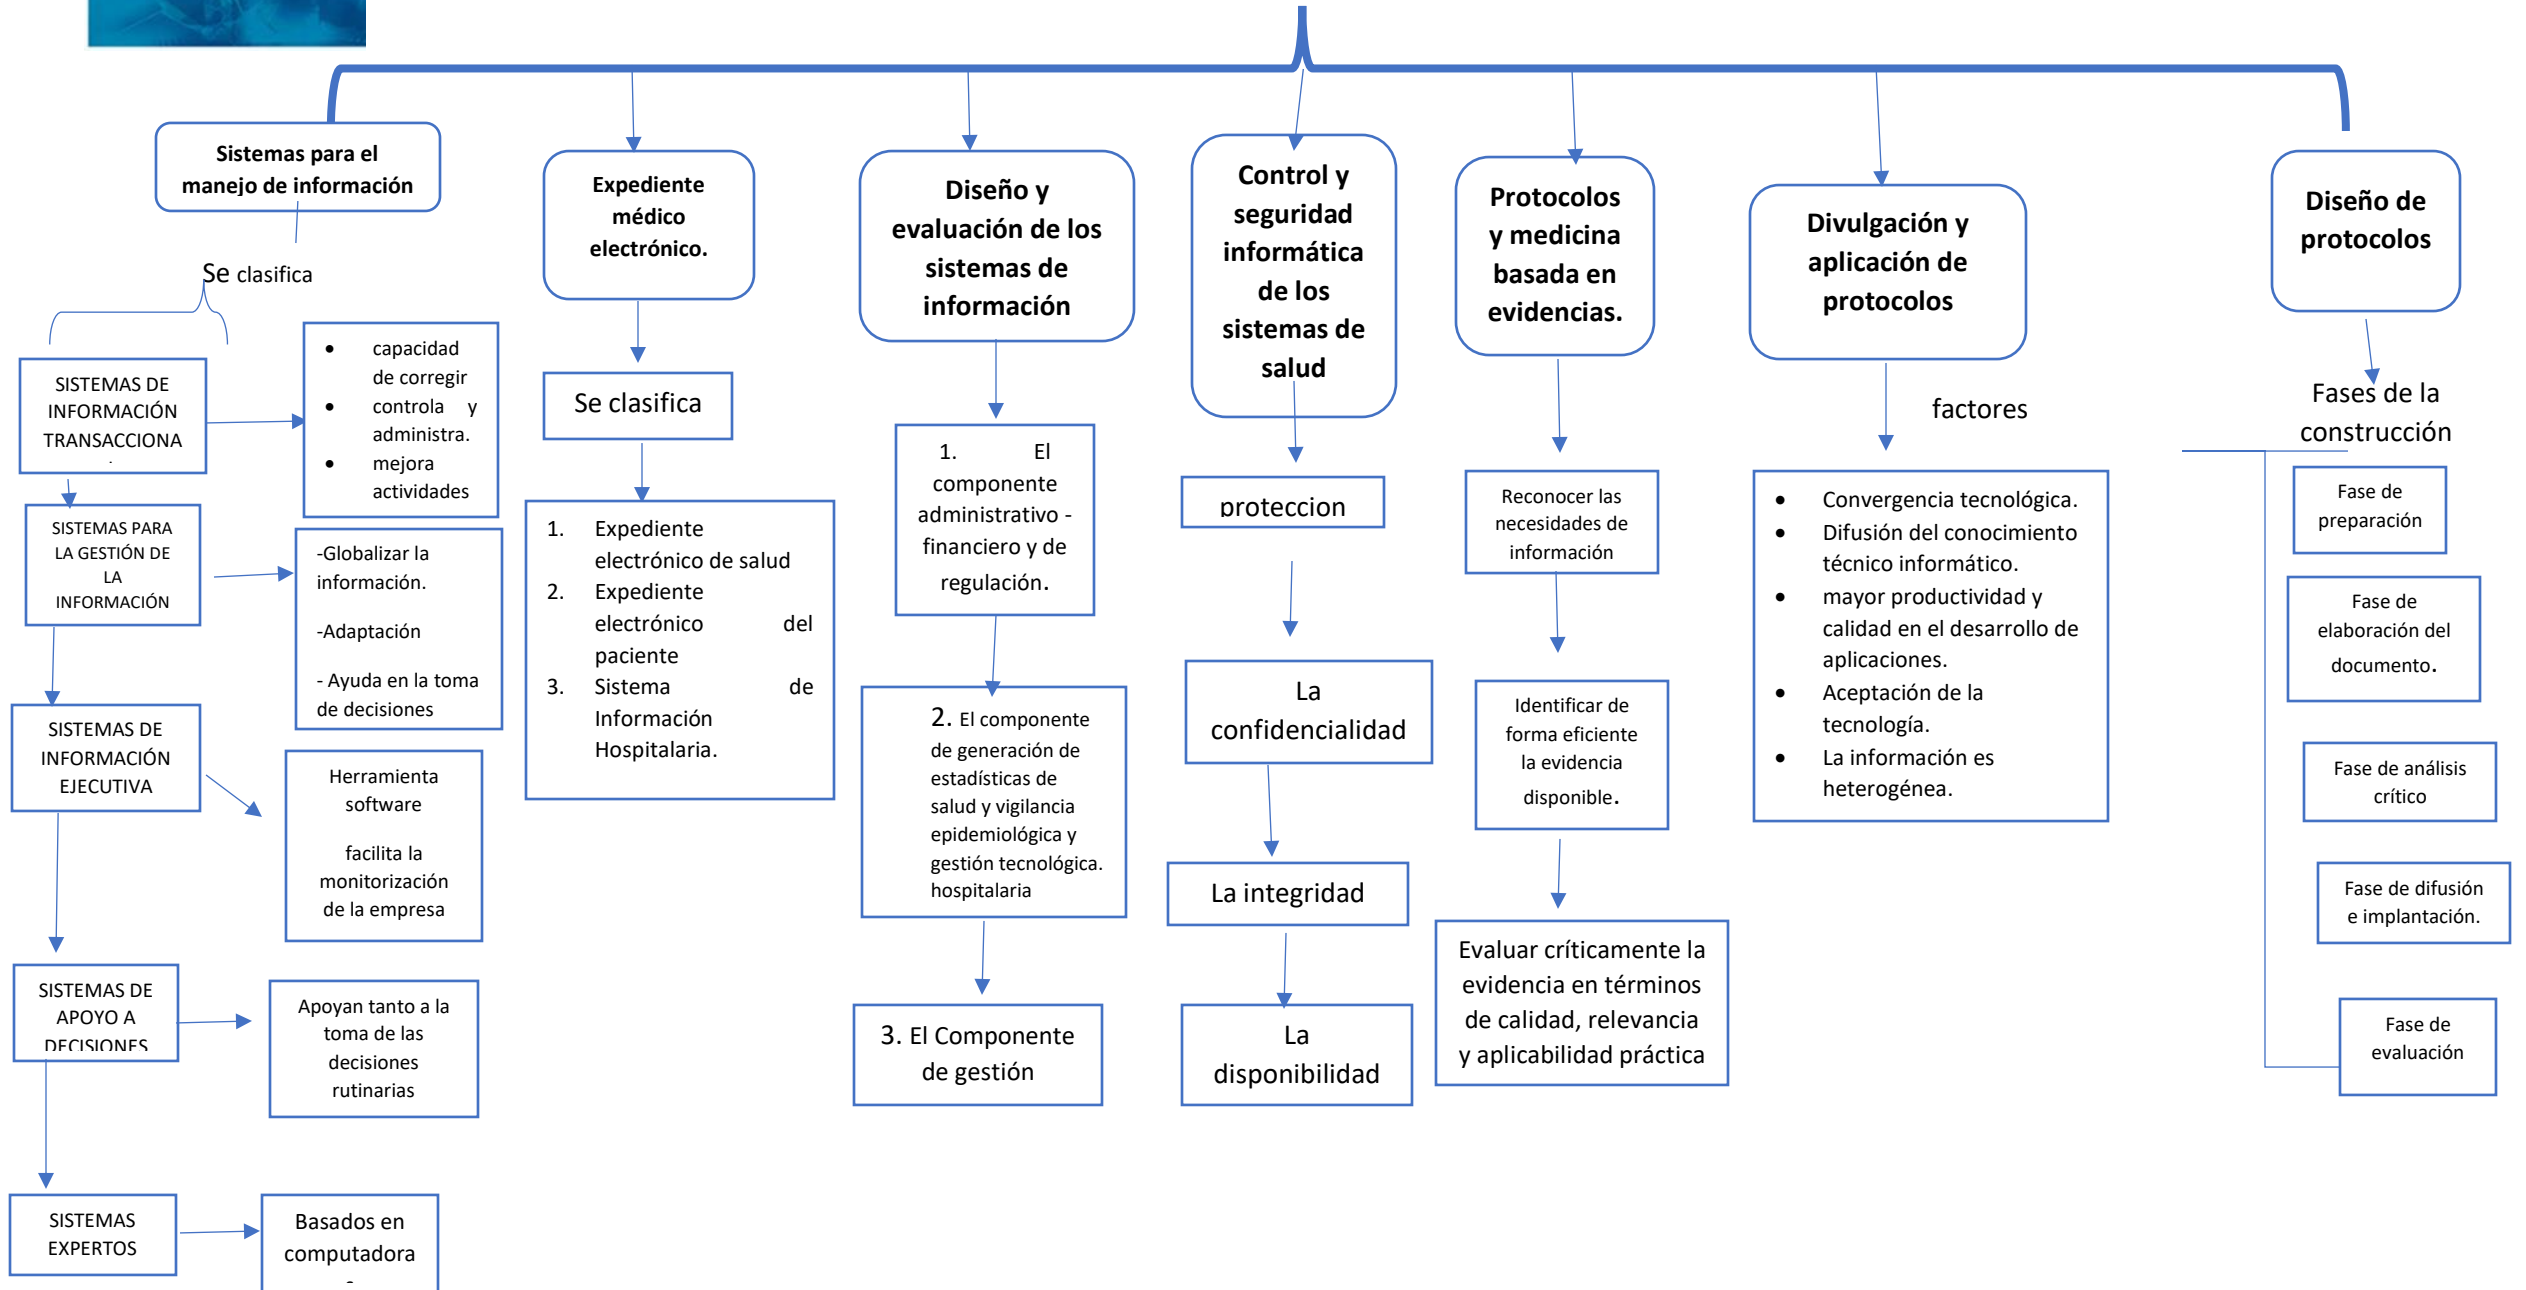 Sistemas para el
manejo de información
Se clasifica
SISTEMAS DE
INFORMACIÓN
TRANSACCIONA
• capacidad
de corregir
• controla y
administra.
• mejora
actividades
SISTEMAS PARA
LA GESTIÓN DE
LA
INFORMACIÓN
-Globalizar la
información.
-Adaptación
- Ayuda en la toma
de decisiones
SISTEMAS DE
INFORMACIÓN
EJECUTIVA
Herramienta
software
facilita la
monitorización
de la empresa
SISTEMAS DE
APOYO A
DECISIONES
Apoyan tanto a la
toma de las
decisiones
rutinarias
SISTEMAS
EXPERTOS
Basados en
computadora
Expediente
médico
electrónico.
Se clasifica
1. Expediente
electrónico de salud
2. Expediente
electrónico del
paciente
3. Sistema de
Información
Hospitalaria.
Diseño y
evaluación de los
sistemas de
información
1. El
componente
administrativo -
financiero y de
regulación.
2. El componente
de generación de
estadísticas de
salud y vigilancia
epidemiológica y
gestión tecnológica.
hospitalaria
3. El Componente
de gestión
Control y
seguridad
informática
de los
sistemas de
salud
proteccion
La
confidencialidad
La integridad
La
disponibilidad
Protocolos
y medicina
basada en
evidencias.
Reconocer las
necesidades de
información
Identificar de
forma eficiente
la evidencia
disponible.
Evaluar críticamente la
evidencia en términos
de calidad, relevancia
y aplicabilidad práctica
Divulgación y
aplicación de
protocolos
factores
• Convergencia tecnológica.
• Difusión del conocimiento
técnico informático.
• mayor productividad y
calidad en el desarrollo de
aplicaciones.
• Aceptación de la
tecnología.
• La información es
heterogénea.
Diseño de
protocolos
Fases de la
construcción
Fase de
preparación
Fase de
elaboración del
documento.
Fase de análisis
crítico
Fase de difusión
e implantación.
Fase de
evaluación